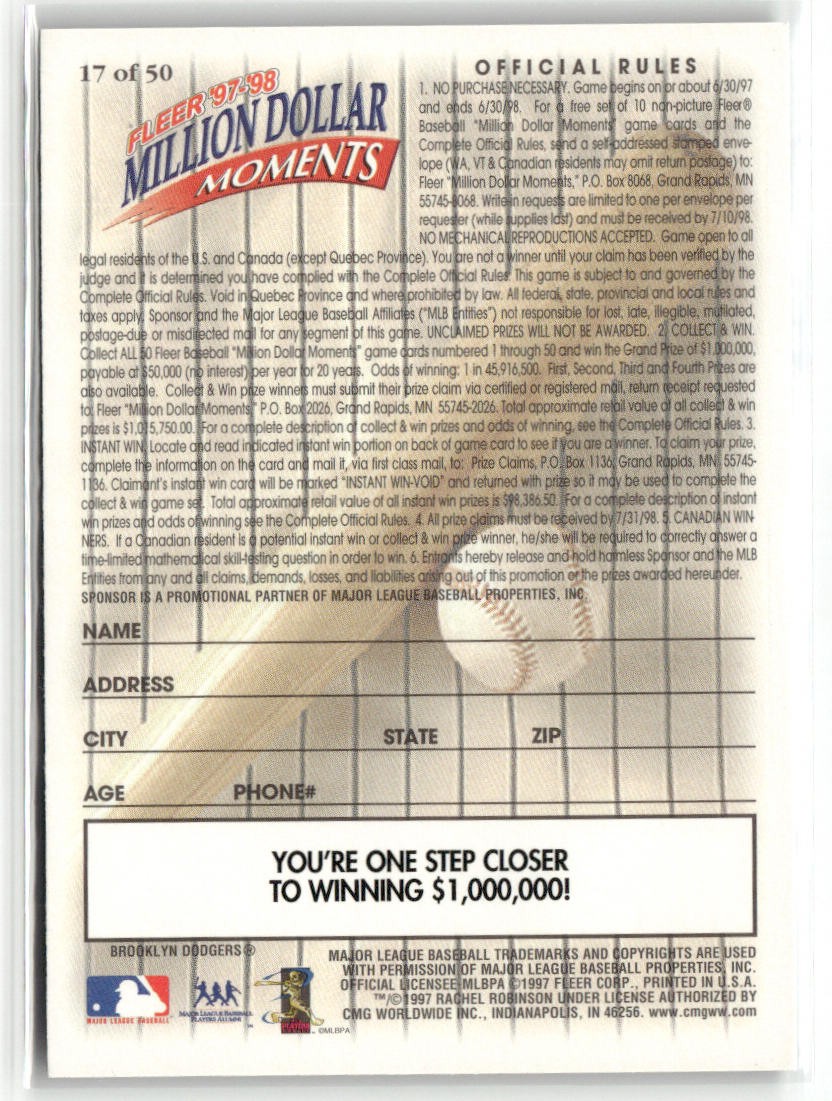 17 of 50
FLEER '97-'98
MILLION DOLLAR
MOMENTS
OFFICIAL RULES
1. NO PURCHASE NECESSARY. Game begins on or about 6/30/97
and ends 6/30/98. For a free set of 10 non-picture Fleer®
Baseball "Million Dollar Moments" game cards and the
Complete Official Rules, send a self-addressed stamped enve-
lope (WA, VT & Canadian residents may omit return postage) to:
Fleer "Million Dollar Moments," P.O. Box 8068, Grand Rapids, MN
55745-8068. Write-in requests are limited to one per envelope per
requester (while supplies last) and must be received by 7/10/98.
NO MECHANICAL REPRODUCTIONS ACCEPTED. Game open to all
legal residents of the U.S. and Canada (except Quebec Province). You are not a winner until your claim has been verified by the
judge and it is determined you have complied with the Complete Official Rules. This game is subject to and governed by the
Complete Official Rules. Void in Quebec Province and where prohibited by law. All federal, state, provincial and local rules and
taxes apply. Sponsor and the Major League Baseball Affiliates ("MLB Entities") not responsible for lost, late, illegible, mutilated,
postage-due or misdirected mail for any segment of this game. UNCLAIMED PRIZES WILL NOT BE AWARDED. 2. COLLECT & WIN.
Collect ALL 50 Fleer Baseball "Million Dollar Moments" game cards numbered 1 through 50 and win the Grand Prize of $1,000,000,
payable at $50,000 (no interest) per year for 20 years. Odds of winning: 1 in 45,916,500. First, Second, Third and Fourth Prizes are
also available. Collect & Win prize winners must submit their prize claim via certified or registered mail, return receipt requested
to: Fleer "Million Dollar Moments," P.O. Box 2026, Grand Rapids, MN 55745-2026. Total approximate retail value of all collect & win
prizes is $1,015,750.00. For a complete description of collect & win prizes and odds of winning, see the Complete Official Rules. 3.
INSTANT WIN. Locate and read indicated instant win portion on back of game card to see if you are a winner. To claim your prize,
complete the information on the card and mail it, via first class mail, to: Prize Claims, P.O. Box 1136, Grand Rapids, MN 55745-
1136. Claimant's instant win card will be marked "INSTANT WIN-VOID" and returned with prize so it may be used to complete the
collect & win game set. Total approximate retail value of all instant win prizes is $98,386.50. For a complete description of instant
win prizes and odds of winning see the Complete Official Rules. 4. All prize claims must be received by 7/31/98. 5. CANADIAN WIN-
NERS. If a Canadian resident is a potential instant win or collect & win prize winner, he/she will be required to correctly answer a
time-limited mathematical skill-testing question in order to win. 6. Entrants hereby release and hold harmless Sponsor and the MLB
Entities from any and all claims, demands, losses, and liabilities arising out of this promotion or the prizes awarded hereunder.
SPONSOR IS A PROMOTIONAL PARTNER OF MAJOR LEAGUE BASEBALL PROPERTIES, INC.
NAME
ADDRESS
CITY STATE ZIP
AGE PHONE#
YOU'RE ONE STEP CLOSER
TO WINNING $1,000,000!
BROOKLYN DODGERS®
MAJOR LEAGUE BASEBALL
MAJOR LEAGUE BASEBALL
PLAYERS ALUMNI
™
PLAYERS
©MLBPA
MAJOR LEAGUE BASEBALL TRADEMARKS AND COPYRIGHTS ARE USED
WITH PERMISSION OF MAJOR LEAGUE BASEBALL PROPERTIES, INC.
OFFICIAL LICENSEE-MLBPA ©1997 FLEER CORP., PRINTED IN U.S.A.
™/©1997 RACHEL ROBINSON UNDER LICENSE AUTHORIZED BY
CMG WORLDWIDE INC., INDIANAPOLIS, IN 46256. www.cmgww.com